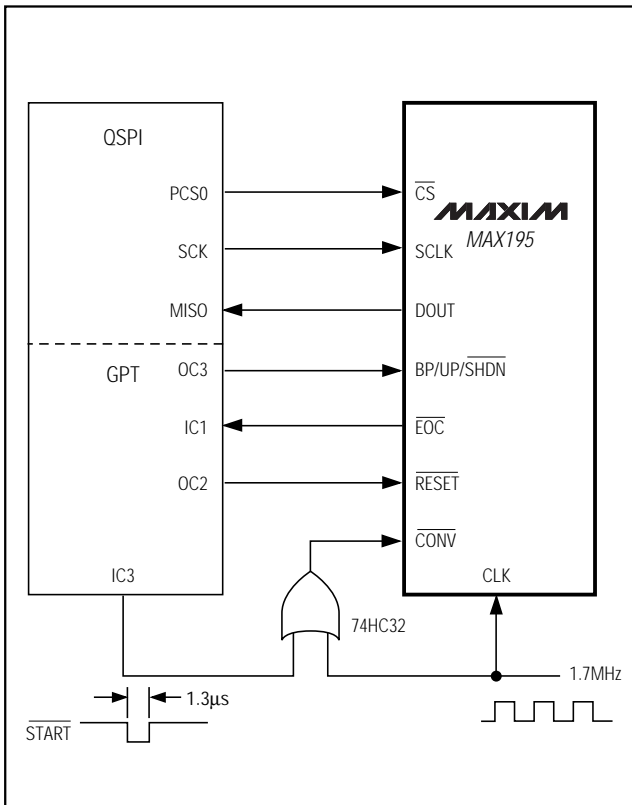 QSPI
PCS0
CS
MAXIM
MAX195
SCK
SCLK
MISO
DOUT
GPT
OC3
BP/UP/SHDN
IC1
EOC
OC2
RESET
CONV
IC3
CLK
74HC32
1.3µs
1.7MHz
START